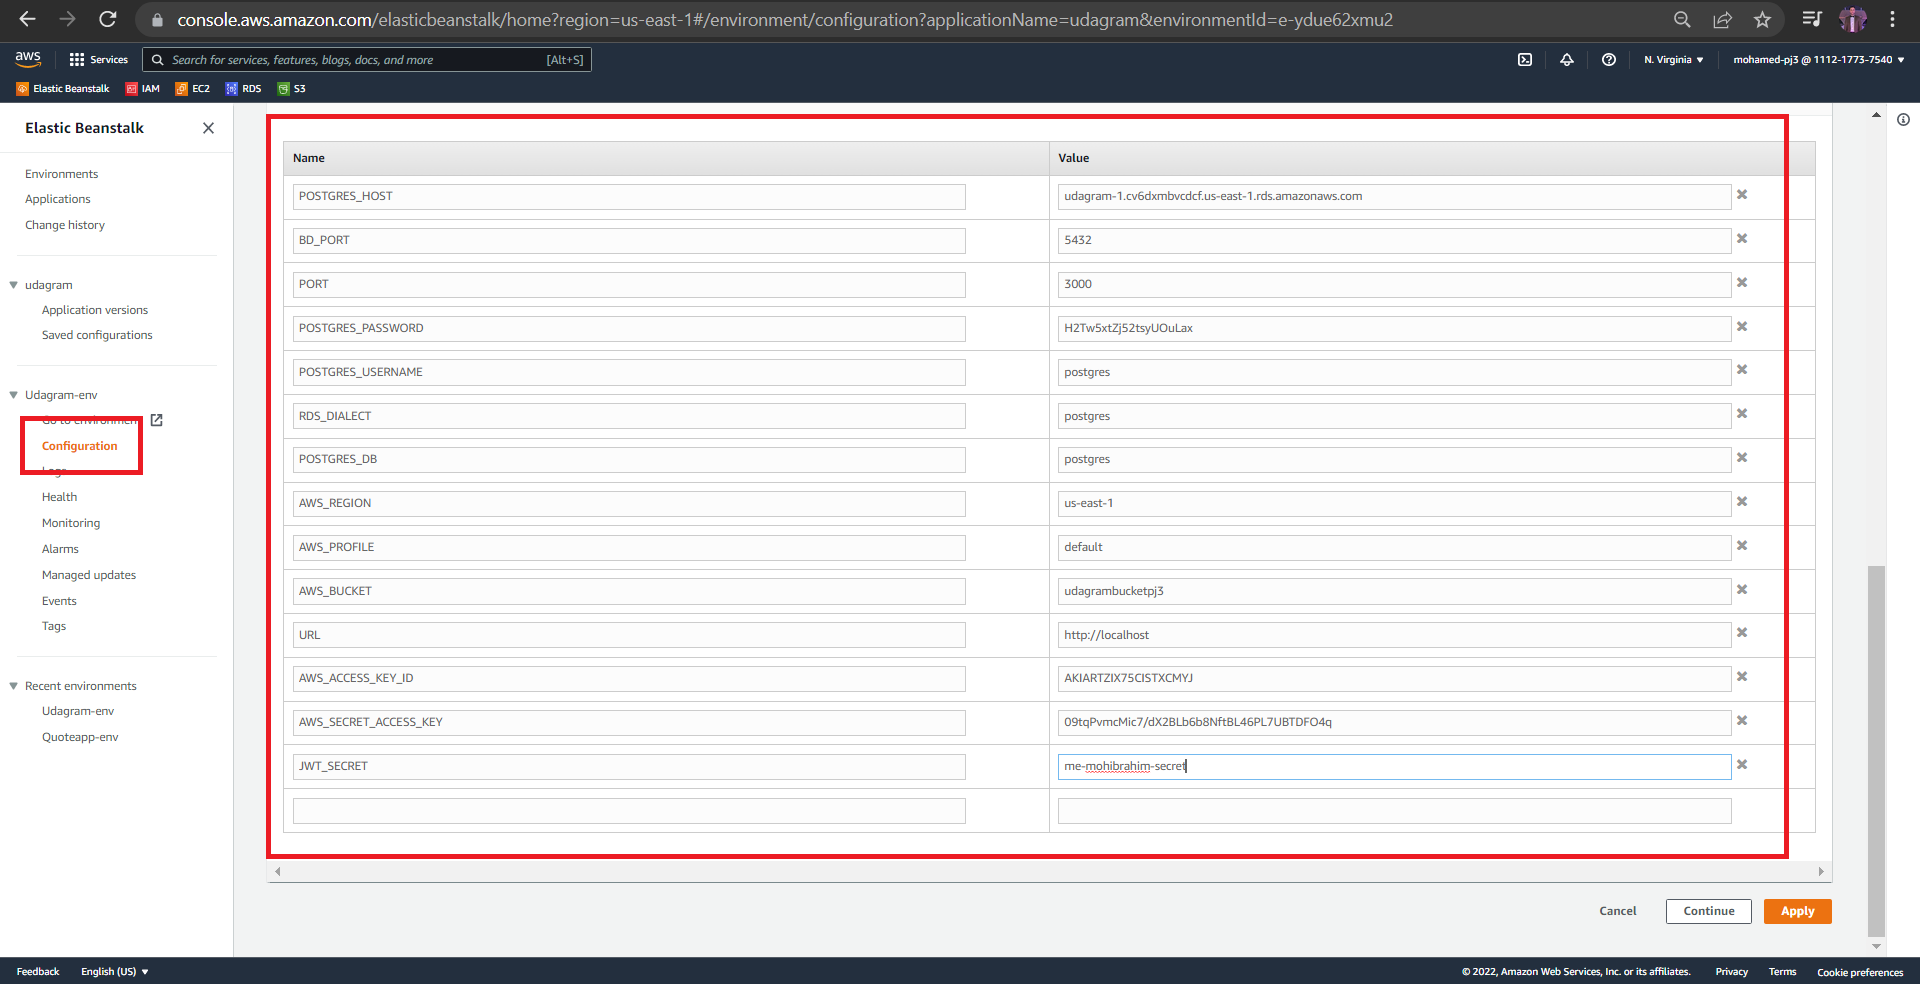 console.aws.amazon.com/elasticbeanstalk/home?region=us-east-1#/environment/configuration?applicationName=udagram&environmentId=e-ydue62xmu2
aws Services Search for services, features, blogs, docs, and more [Alt+S] N. Virginia ▼ mohamed-pj3 @ 1112-1773-7540 ▼
Elastic Beanstalk IAM EC2 RDS S3
Elastic Beanstalk
Environments
Applications
Change history
udagram
Application versions
Saved configurations
Udagram-env
Go to environment
Configuration
Logs
Health
Monitoring
Alarms
Managed updates
Events
Tags
Recent environments
Udagram-env
Quoteapp-env
Name Value
POSTGRES_HOST udagram-1.cv6dxmbvcdcf.us-east-1.rds.amazonaws.com
BD_PORT 5432
PORT 3000
POSTGRES_PASSWORD H2Tw5xtZj52tsyUOuLax
POSTGRES_USERNAME postgres
RDS_DIALECT postgres
POSTGRES_DB postgres
AWS_REGION us-east-1
AWS_PROFILE default
AWS_BUCKET udagrambucketpj3
URL http://localhost
AWS_ACCESS_KEY_ID AKIARTZIX75CISTXCMYJ
AWS_SECRET_ACCESS_KEY 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
JWT_SECRET me-mohibrahim-secret
Cancel Continue Apply
Feedback English (US) ▼ © 2022, Amazon Web Services, Inc. or its affiliates. Privacy Terms Cookie preferences